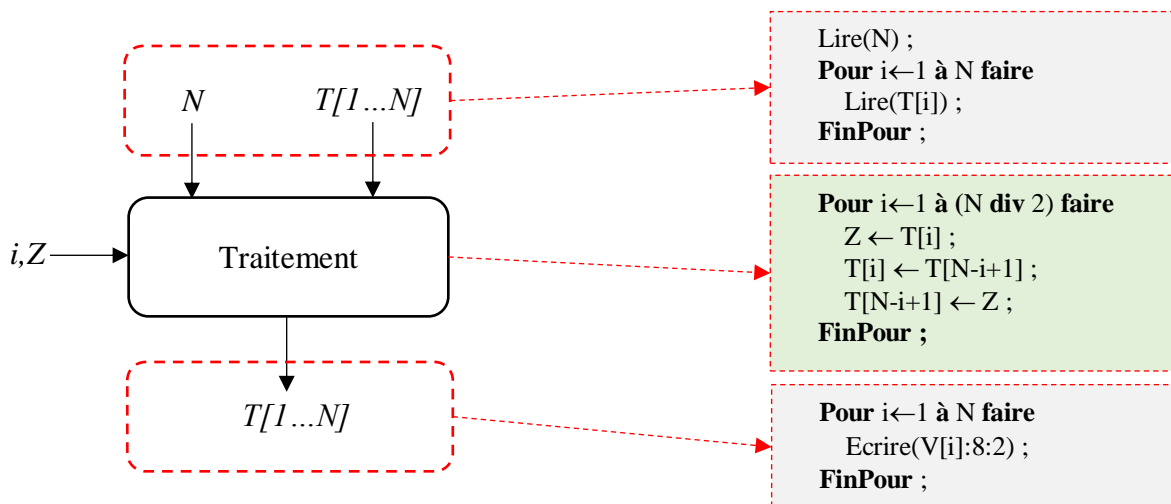 N
T[1...N]
i,Z
Traitement
T[1...N]
Lire(N) ;
Pour i←1 à N faire
Lire(T[i]) ;
FinPour ;
Pour i←1 à (N div 2) faire
Z ← T[i] ;
T[i] ← T[N-i+1] ;
T[N-i+1] ← Z ;
FinPour ;
Pour i←1 à N faire
Ecrire(V[i]:8:2) ;
FinPour ;